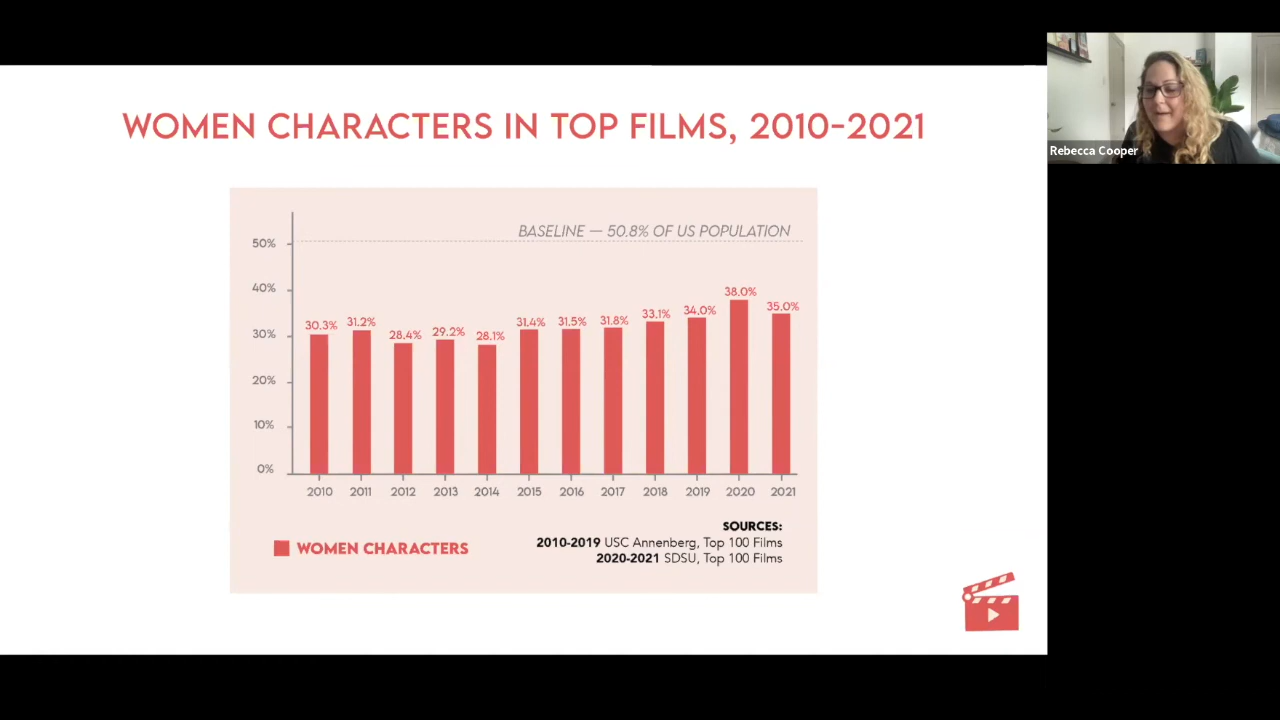 WOMEN CHARACTERS IN TOP FILMS, 2010-2021
Rebecca Cooper
BASELINE — 50.8% OF US POPULATION
50%
40%
30%
20%
10%
0%
30.3%
31.2%
28.4%
29.2%
28.1%
31.4%
31.5%
31.8%
33.1%
34.0%
38.0%
35.0%
2010 2011 2012 2013 2014 2015 2016 2017 2018 2019 2020 2021
WOMEN CHARACTERS
SOURCES:
2010-2019 USC Annenberg, Top 100 Films
2020-2021 SDSU, Top 100 Films